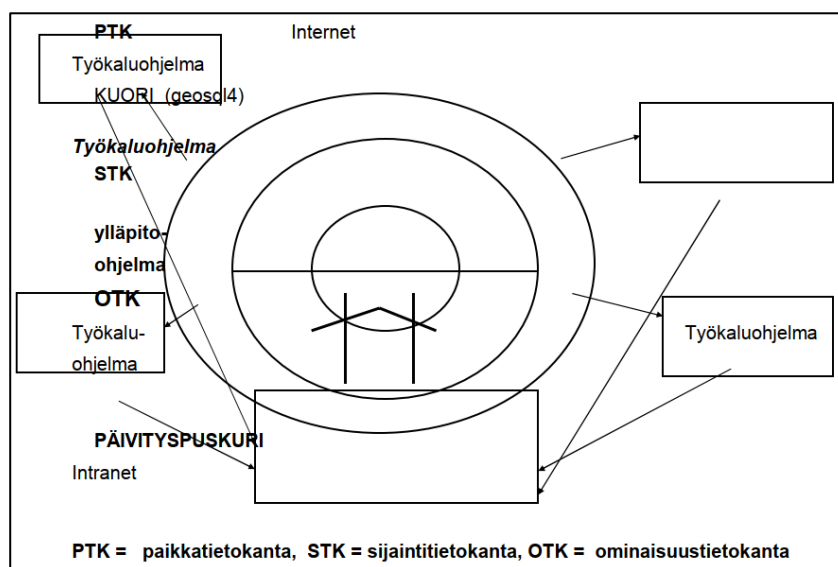 PTK Internet
Työkaluohjelma
KUORI (geosql4)
Työkaluohjelma
STK
ylläpito-
ohjelma
OTK
Työkalu- Työkaluohjelma
ohjelma
PÄIVITYSPUSKURI
Intranet
PTK = paikkatietokanta, STK = sijaintitietokanta, OTK = ominaisuustietokanta